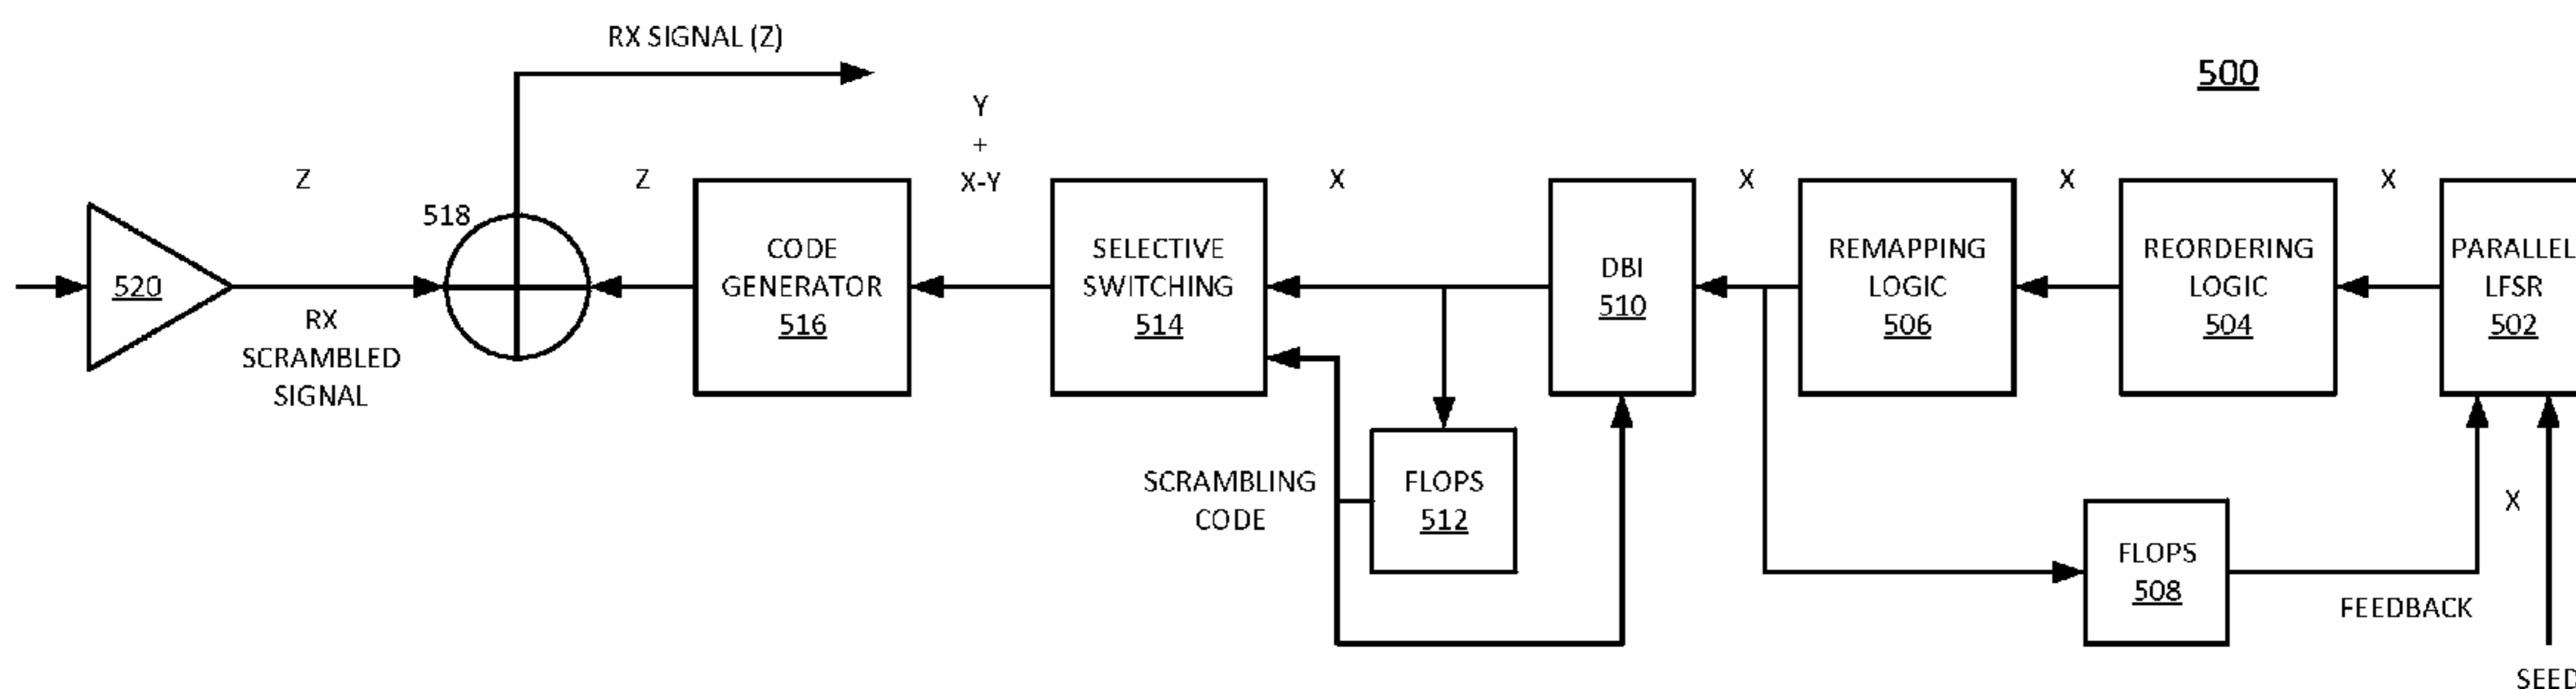 RX SIGNAL (Z)
500
Y
+
X-Y
Z
Z
X
X
X
X
518
520
RX
SCRAMBLED
SIGNAL
CODE
GENERATOR
516
SELECTIVE
SWITCHING
514
DBI
510
REMAPPING
LOGIC
506
REORDERING
LOGIC
504
PARALLEL
LFSR
502
SCRAMBLING
CODE
FLOPS
512
FLOPS
508
X
FEEDBACK
SEED